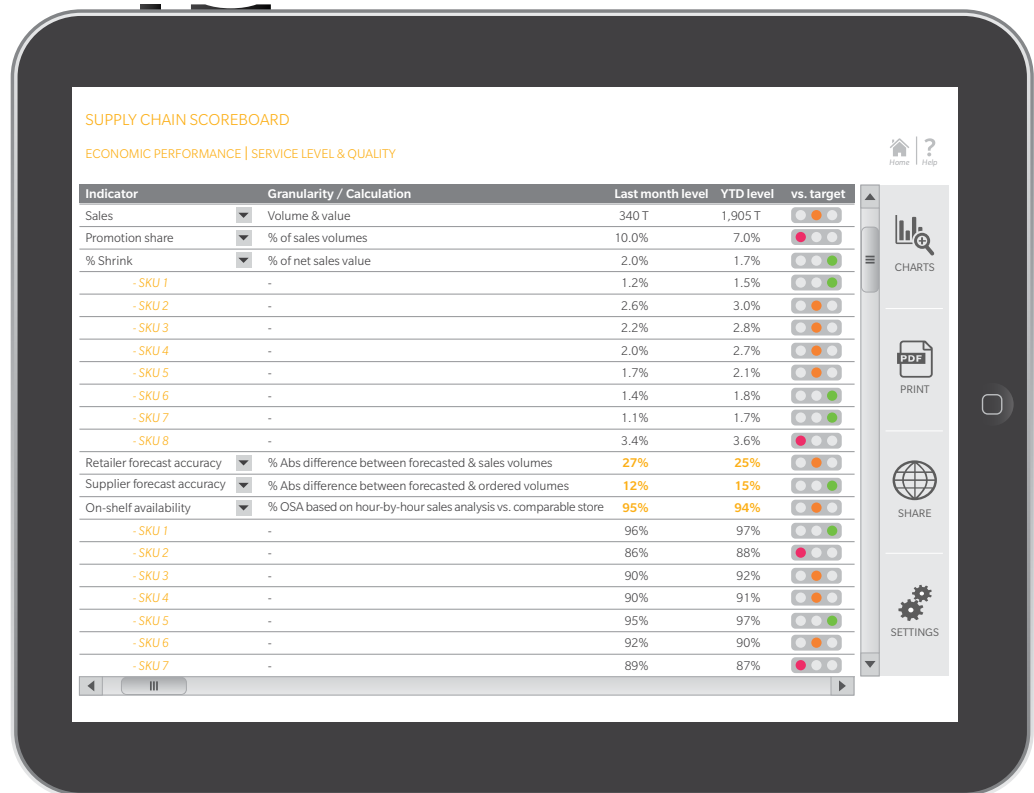 SUPPLY CHAIN SCOREBOARD
ECONOMIC PERFORMANCE | SERVICE LEVEL & QUALITY
Home Help
Indicator Granularity / Calculation Last month level YTD level vs. target
Sales Volume & value 340 T 1,905 T
Promotion share % of sales volumes 10.0% 7.0%
% Shrink % of net sales value 2.0% 1.7%
- SKU 1 - 1.2% 1.5%
- SKU 2 - 2.6% 3.0%
- SKU 3 - 2.2% 2.8%
- SKU 4 - 2.0% 2.7%
- SKU 5 - 1.7% 2.1%
- SKU 6 - 1.4% 1.8%
- SKU 7 - 1.1% 1.7%
- SKU 8 - 3.4% 3.6%
Retailer forecast accuracy % Abs difference between forecasted & sales volumes 27% 25%
Supplier forecast accuracy % Abs difference between forecasted & ordered volumes 12% 15%
On-shelf availability % OSA based on hour-by-hour sales analysis vs. comparable store 95% 94%
- SKU 1 - 96% 97%
- SKU 2 - 86% 88%
- SKU 3 - 90% 92%
- SKU 4 - 90% 91%
- SKU 5 - 95% 97%
- SKU 6 - 92% 90%
- SKU 7 - 89% 87%
CHARTS
PDF
PRINT
SHARE
SETTINGS